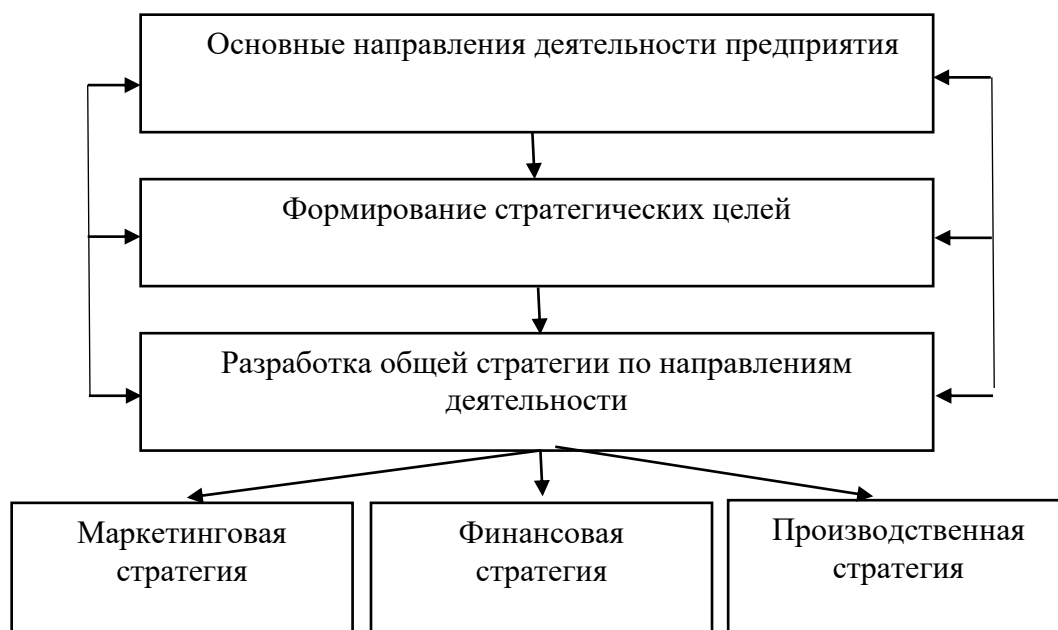 Основные направления деятельности предприятия
Формирование стратегических целей
Разработка общей стратегии по направлениям
деятельности
Маркетинговая
стратегия
Финансовая
стратегия
Производственная
стратегия